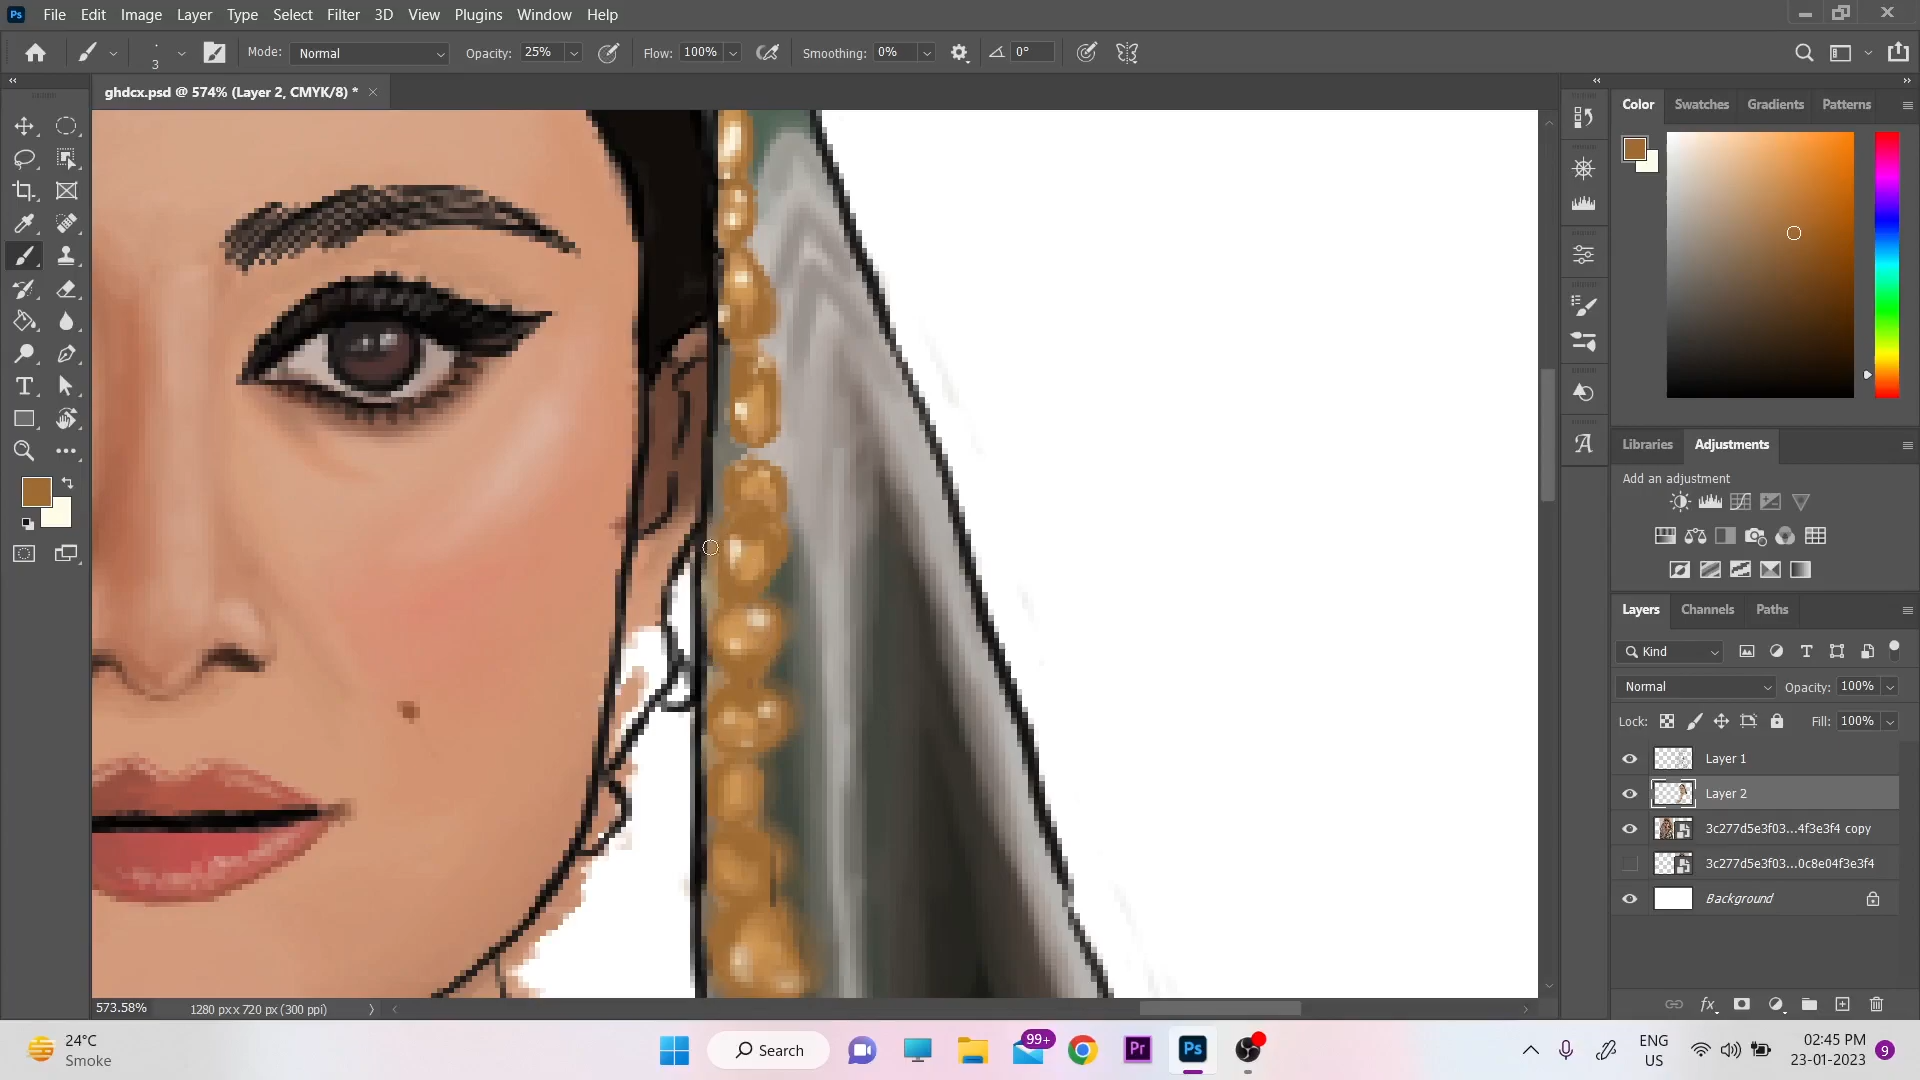 Ps File Edit Image Layer Type Select Filter 3D View Plugins Window Help
3 Mode: Normal Opacity: 25% Flow: 100% Smoothing: 0% 0°
ghdcx.psd @ 574% (Layer 2, CMYK/8) * ×
Color Swatches Gradients Patterns
Libraries Adjustments
Add an adjustment
Layers Channels Paths
Kind
Normal Opacity: 100%
Lock: Fill: 100%
Layer 1
Layer 2
3c277d5e3f03...4f3e3f4 copy
3c277d5e3f03...0c8e04f3e3f4
Background
573.58% 1280 px x 720 px (300 ppi)
24°C
Smoke
Search
99+
Pr
Ps
ENG
US
02:45 PM
23-01-2023
9